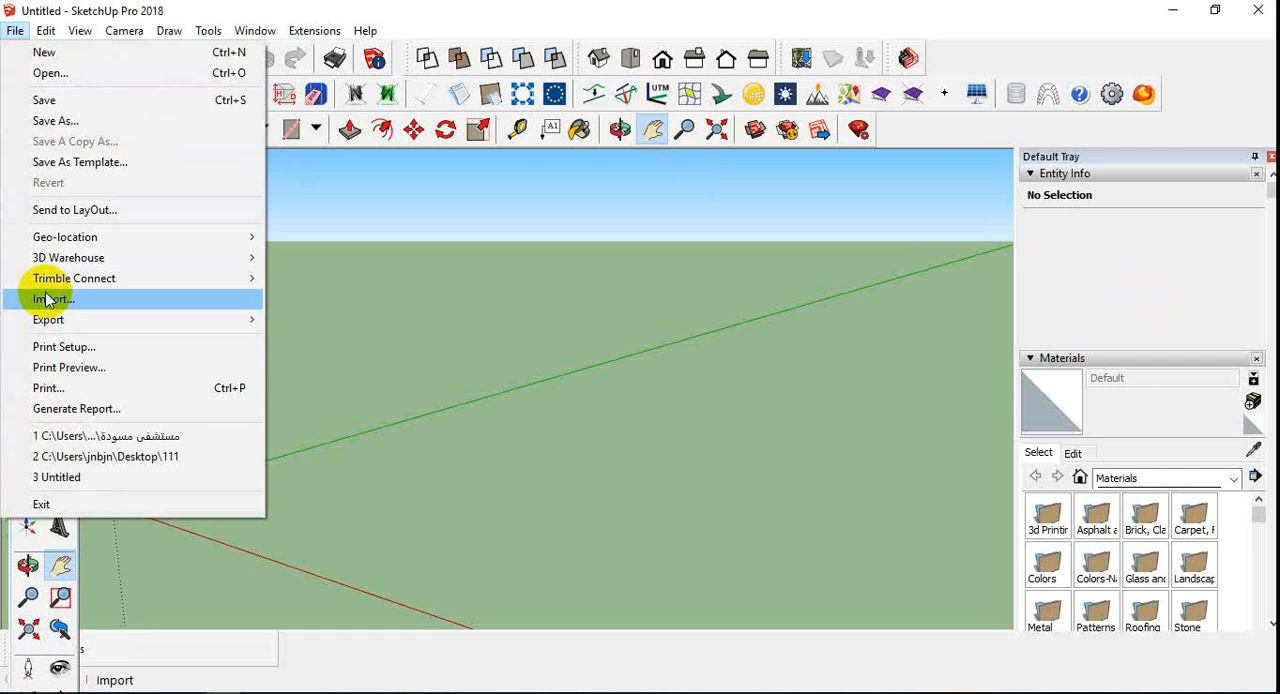 Untitled - SketchUp Pro 2018
File Edit View Camera Draw Tools Window Extensions Help
New Ctrl+N
Open... Ctrl+O
Save Ctrl+S
Save As...
Save A Copy As...
Save As Template...
Revert
Send to LayOut...
Geo-location
3D Warehouse
Trimble Connect
Import...
Export
Print Setup...
Print Preview...
Print... Ctrl+P
Generate Report...
1 C:\Users\...\مستشفى مسودة
2 C:\Users\jnbjn\Desktop\111
3 Untitled
Exit
A1
UTM
Default Tray
Entity Info
No Selection
Materials
Default
Select Edit
Materials
3d Printin Asphalt a Brick, Cla Carpet, F
Colors Colors-Na Glass and Landscap
Metal Patterns Roofing Stone
s
Import